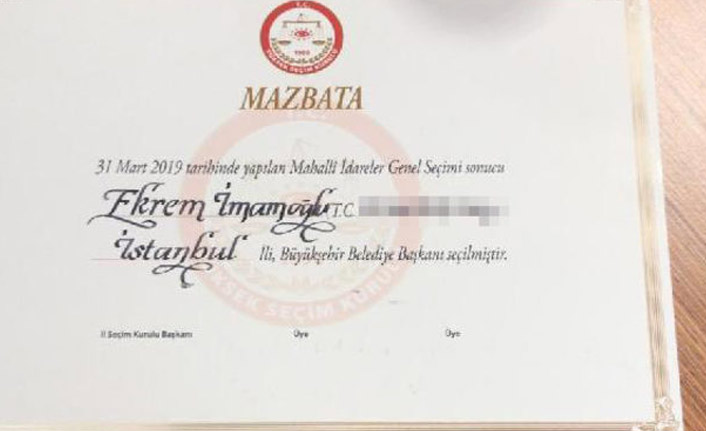 T.C.
1950
YÜKSEK SEÇİM KURULU
MAZBATA
31 Mart 2019 tarihinde yapılan Mahalli İdareler Genel Seçimi sonucu
Ekrem İmamoğlu T.C.
İstanbul İli, Büyükşehir Belediye Başkanı seçilmiştir.
İl Seçim Kurulu Başkanı Üye Üye